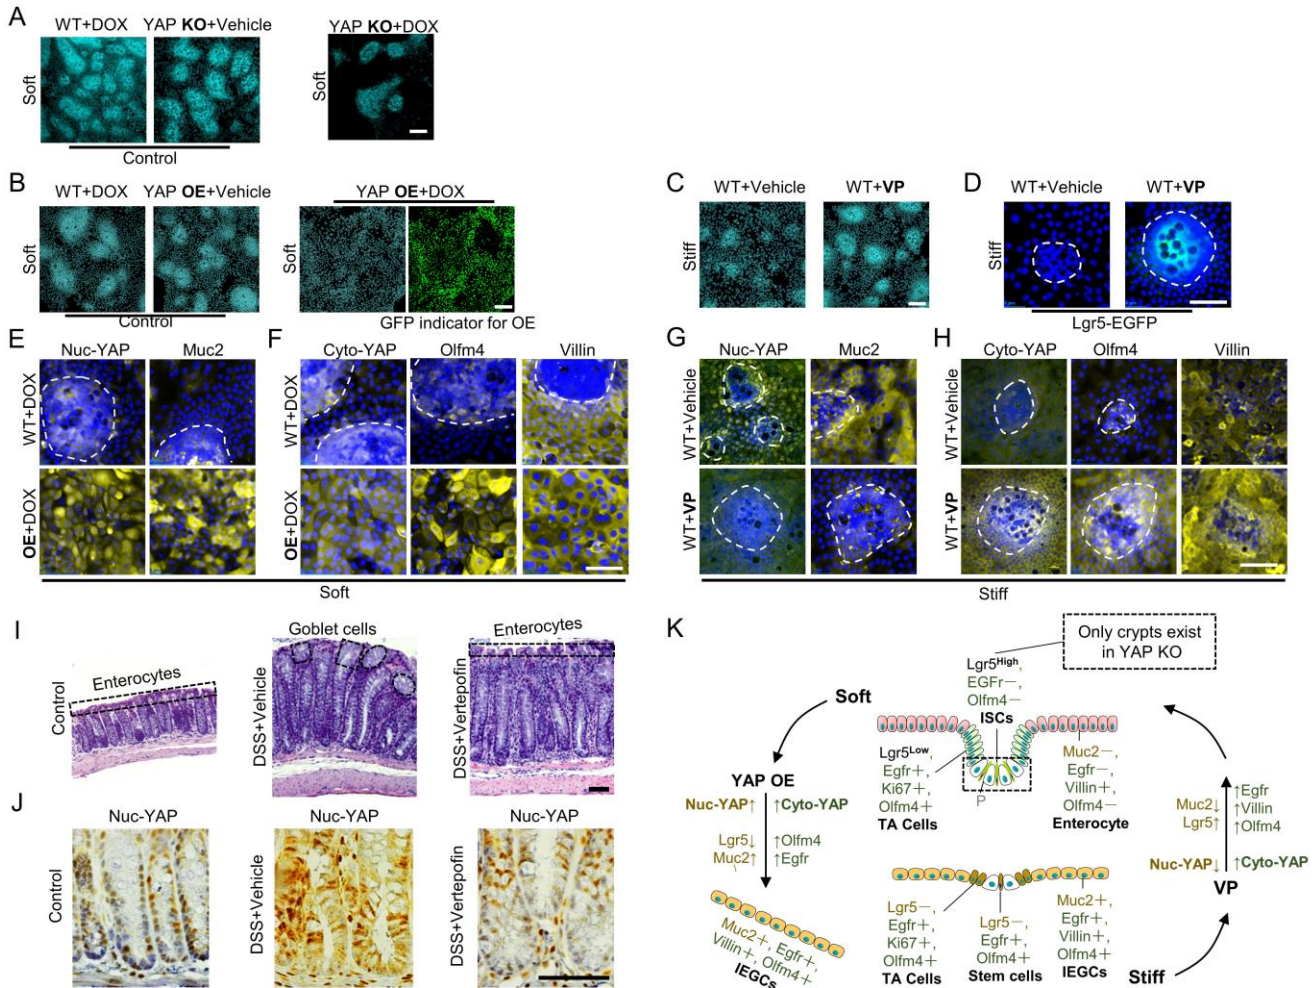 A
WT+DOX
YAP KO+Vehicle
YAP KO+DOX
Soft
Soft
Control
B
WT+DOX
YAP OE+Vehicle
YAP OE+DOX
Soft
Soft
Control
GFP indicator for OE
C
WT+Vehicle
WT+VP
Stiff
D
WT+Vehicle
WT+VP
Stiff
Lgr5-EGFP
E
Nuc-YAP
Muc2
F
Cyto-YAP
Olfm4
Villin
WT+DOX
WT+DOX
OE+DOX
OE+DOX
Soft
G
Nuc-YAP
Muc2
H
Cyto-YAP
Olfm4
Villin
WT+Vehicle
WT+Vehicle
WT+VP
WT+VP
Stiff
I
Enterocytes
Goblet cells
Enterocytes
Control
DSS+Vehicle
DSS+Vertepofin
J
Nuc-YAP
Nuc-YAP
Nuc-YAP
Control
DSS+Vehicle
DSS+Vertepofin
K
Only crypts exist
in YAP KO
Lgr5High,
EGFr−,
Olfm4−
ISCs
Soft
Lgr5Low,
Egfr+,
Ki67+,
Olfm4+
TA Cells
P
Muc2−,
Egfr−,
Villin+,
Olfm4−
Enterocyte
YAP OE
Nuc-YAP↑
↑Cyto-YAP
Lgr5↓
Muc2↑
↑Olfm4
↑Egfr
Muc2+, Egfr+,
Villin+, Olfm4+
IEGCs
Lgr5−,
Egfr+,
Ki67+,
Olfm4+
TA Cells
Lgr5−,
Egfr+,
Olfm4+
Stem cells
Muc2+,
Egfr+,
Villin+,
Olfm4+
IEGCs
↑Egfr
Muc2↓
↑Villin
Lgr5↑
↑Olfm4
Nuc-YAP↓
↑Cyto-YAP
VP
Stiff